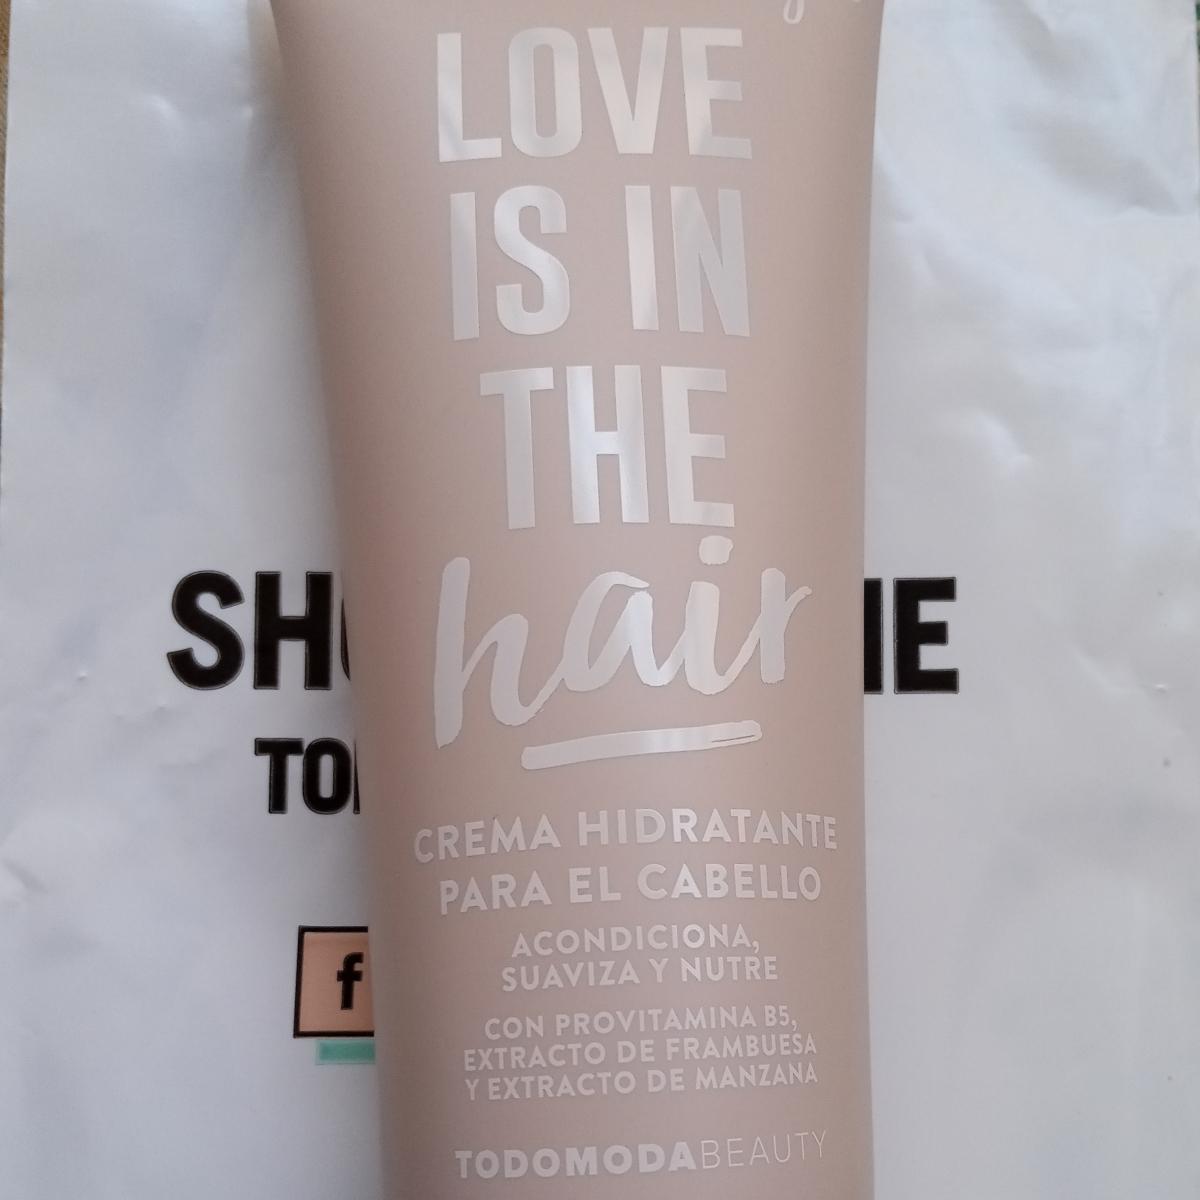 LOVE
IS IN
THE
hair
CREMA HIDRATANTE
PARA EL CABELLO
ACONDICIONA,
SUAVIZA Y NUTRE
CON PROVITAMINA B5,
EXTRACTO DE FRAMBUESA
Y EXTRACTO DE MANZANA
TODOMODABEAUTY
f